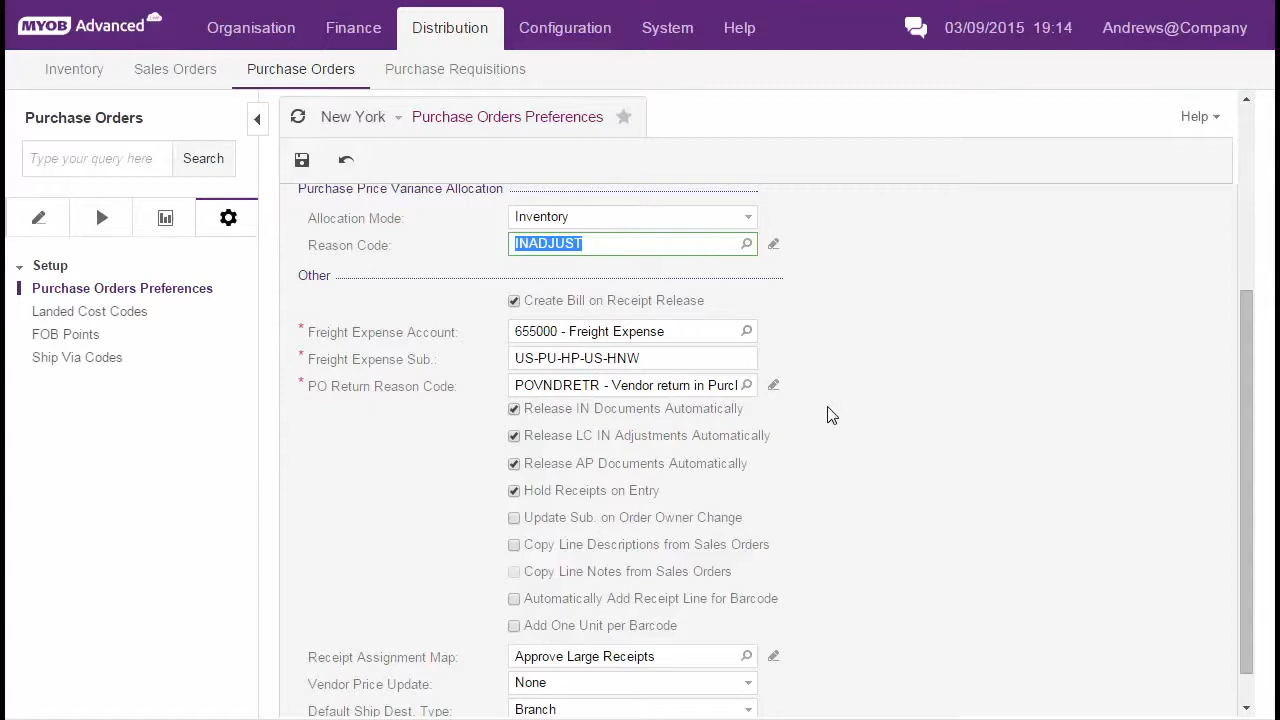 MYOB Advanced Live
Organisation Finance Distribution Configuration System Help 03/09/2015 19:14 Andrews@Company
Inventory Sales Orders Purchase Orders Purchase Requisitions
Purchase Orders
Type your query here Search
Setup
Purchase Orders Preferences
Landed Cost Codes
FOB Points
Ship Via Codes
New York Purchase Orders Preferences Help
Purchase Price Variance Allocation
Allocation Mode: Inventory
Reason Code: INADJUST
Other
Create Bill on Receipt Release
* Freight Expense Account: 655000 - Freight Expense
* Freight Expense Sub.: US-PU-HP-US-HNW
* PO Return Reason Code: POVNDRETR - Vendor return in Purcl
Release IN Documents Automatically
Release LC IN Adjustments Automatically
Release AP Documents Automatically
Hold Receipts on Entry
Update Sub. on Order Owner Change
Copy Line Descriptions from Sales Orders
Copy Line Notes from Sales Orders
Automatically Add Receipt Line for Barcode
Add One Unit per Barcode
Receipt Assignment Map: Approve Large Receipts
Vendor Price Update: None
Default Ship Dest. Type: Branch